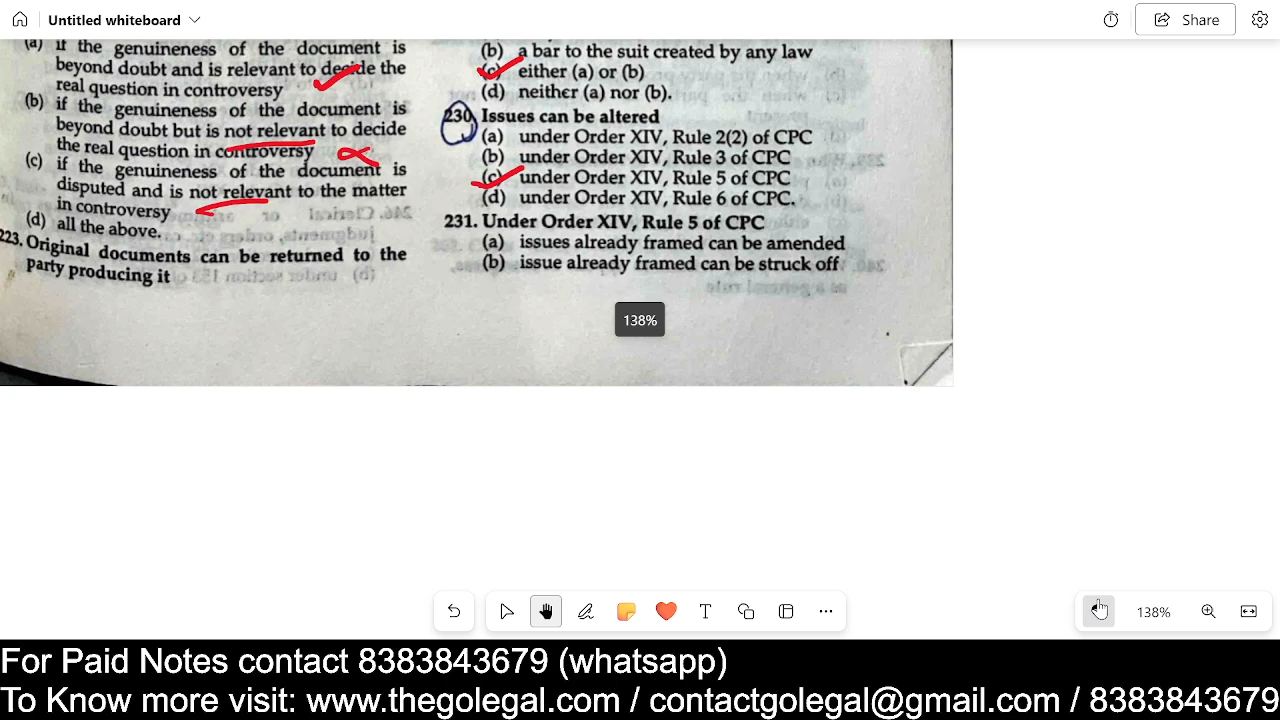 Untitled whiteboard
Share
(a) if the genuineness of the document is
beyond doubt and is relevant to decide the
real question in controversy
(b) if the genuineness of the document is
beyond doubt but is not relevant to decide
the real question in controversy
(c) if the genuineness of the document is
disputed and is not relevant to the matter
in controversy
(d) all the above.
223. Original documents can be returned to the
party producing it
(b) a bar to the suit created by any law
(c) either (a) or (b)
(d) neither (a) nor (b).
230. Issues can be altered
(a) under Order XIV, Rule 2(2) of CPC
(b) under Order XIV, Rule 3 of CPC
(c) under Order XIV, Rule 5 of CPC
(d) under Order XIV, Rule 6 of CPC.
231. Under Order XIV, Rule 5 of CPC
(a) issues already framed can be amended
(b) issue already framed can be struck off
138%
T
138%
For Paid Notes contact 8383843679 (whatsapp)
To Know more visit: www.thegolegal.com / contactgolegal@gmail.com / 8383843679